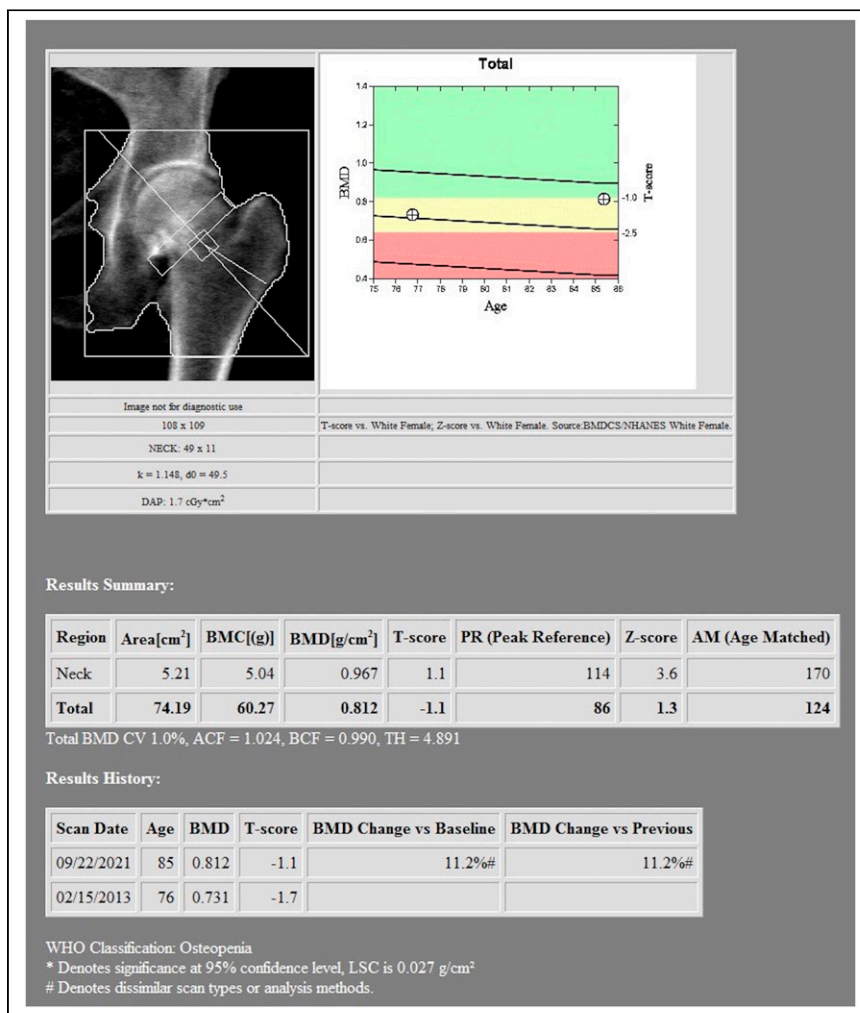 Total
1.4
1.2
1.0
0.8
0.6
0.4
BMD
-1.0
-2.5
T-score
75 76 77 78 79 80 81 82 83 84 85 86
Age
Image not for diagnostic use
108 x 109
T-score vs. White Female; Z-score vs. White Female. Source:BMDCS/NHANES White Female.
NECK: 49 x 11
k = 1.148, d0 = 49.5
DAP: 1.7 cGy*cm²
Results Summary:
Region Area[cm²] BMC[(g)] BMD[g/cm²] T-score PR (Peak Reference) Z-score AM (Age Matched)
Neck 5.21 5.04 0.967 1.1 114 3.6 170
Total 74.19 60.27 0.812 -1.1 86 1.3 124
Total BMD CV 1.0%, ACF = 1.024, BCF = 0.990, TH = 4.891
Results History:
Scan Date Age BMD T-score BMD Change vs Baseline BMD Change vs Previous
09/22/2021 85 0.812 -1.1 11.2%# 11.2%#
02/15/2013 76 0.731 -1.7
WHO Classification: Osteopenia
* Denotes significance at 95% confidence level, LSC is 0.027 g/cm²
# Denotes dissimilar scan types or analysis methods.